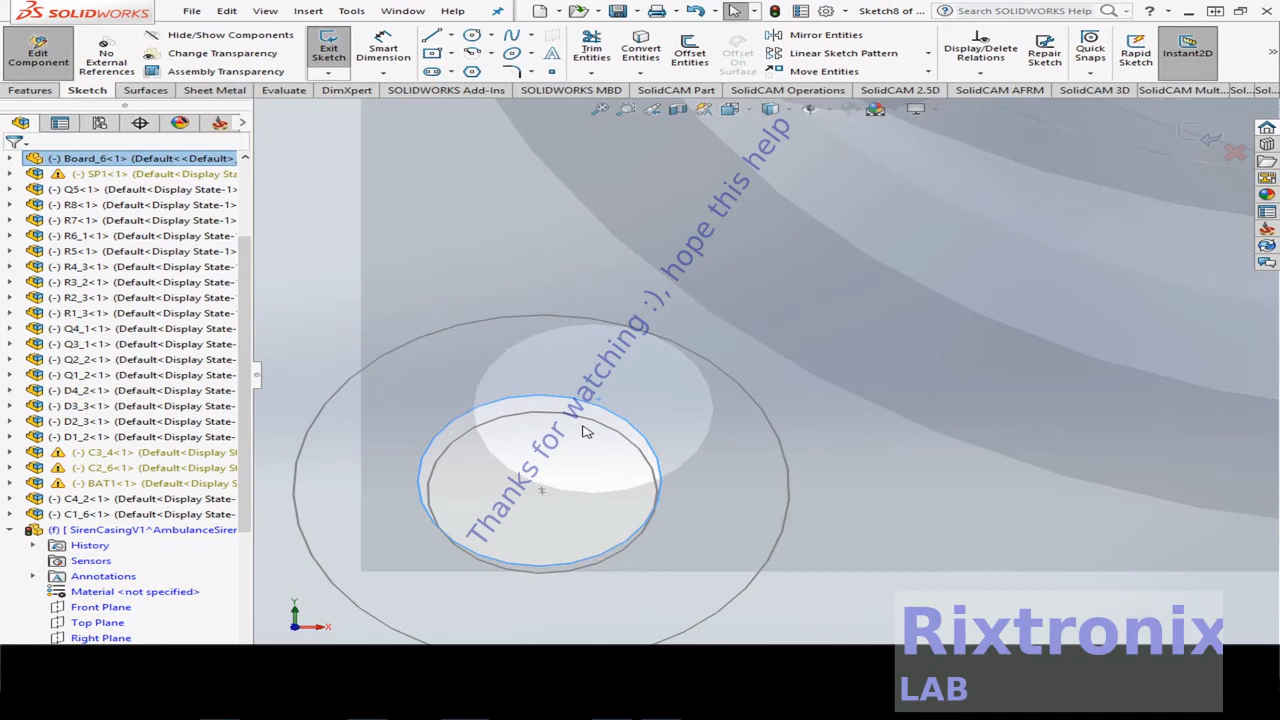 SOLIDWORKS
File
Edit
View
Insert
Tools
Window
Help
Sketch8 of
Search SOLIDWORKS Help
Edit
Component
No
External
References
Hide/Show Components
Change Transparency
Assembly Transparency
Exit
Sketch
Smart
Dimension
Trim
Entities
Convert
Entities
Offset
Entities
Offset
On
Surface
Mirror Entities
Linear Sketch Pattern
Move Entities
Display/Delete
Relations
Repair
Sketch
Quick
Snaps
Rapid
Sketch
Instant2D
Features
Sketch
Surfaces
Sheet Metal
Evaluate
DimXpert
SOLIDWORKS Add-Ins
SOLIDWORKS MBD
SolidCAM Part
SolidCAM Operations
SolidCAM 2.5D
SolidCAM AFRM
SolidCAM 3D
SolidCAM Mult...
Sol...
Sol...
(-) Board_6<1> (Default<<Default>_
(-) SP1<1> (Default<Display Sta
(-) Q5<1> (Default<Display State-1>
(-) R8<1> (Default<Display State-1>
(-) R7<1> (Default<Display State-1>
(-) R6_1<1> (Default<Display State-
(-) R5<1> (Default<Display State-1>
(-) R4_3<1> (Default<Display State-
(-) R3_2<1> (Default<Display State-
(-) R2_3<1> (Default<Display State-
(-) R1_3<1> (Default<Display State-
(-) Q4_1<1> (Default<Display State-
(-) Q3_1<1> (Default<Display State-
(-) Q2_2<1> (Default<Display State-
(-) Q1_2<1> (Default<Display State-
(-) D4_2<1> (Default<Display State-
(-) D3_3<1> (Default<Display State-
(-) D2_3<1> (Default<Display State-
(-) D1_2<1> (Default<Display State-
(-) C3_4<1> (Default<Display
(-) C2_6<1> (Default<Display
(-) BAT1<1> (Default<Display
(-) C4_2<1> (Default<Display State-
(-) C1_6<1> (Default<Display State-
(f) [ SirenCasingV1^AmbulanceSiren
History
Sensors
Annotations
Material <not specified>
Front Plane
Top Plane
Right Plane
Thanks for watching :), hope this help
Y
X
Rixtronix
LAB